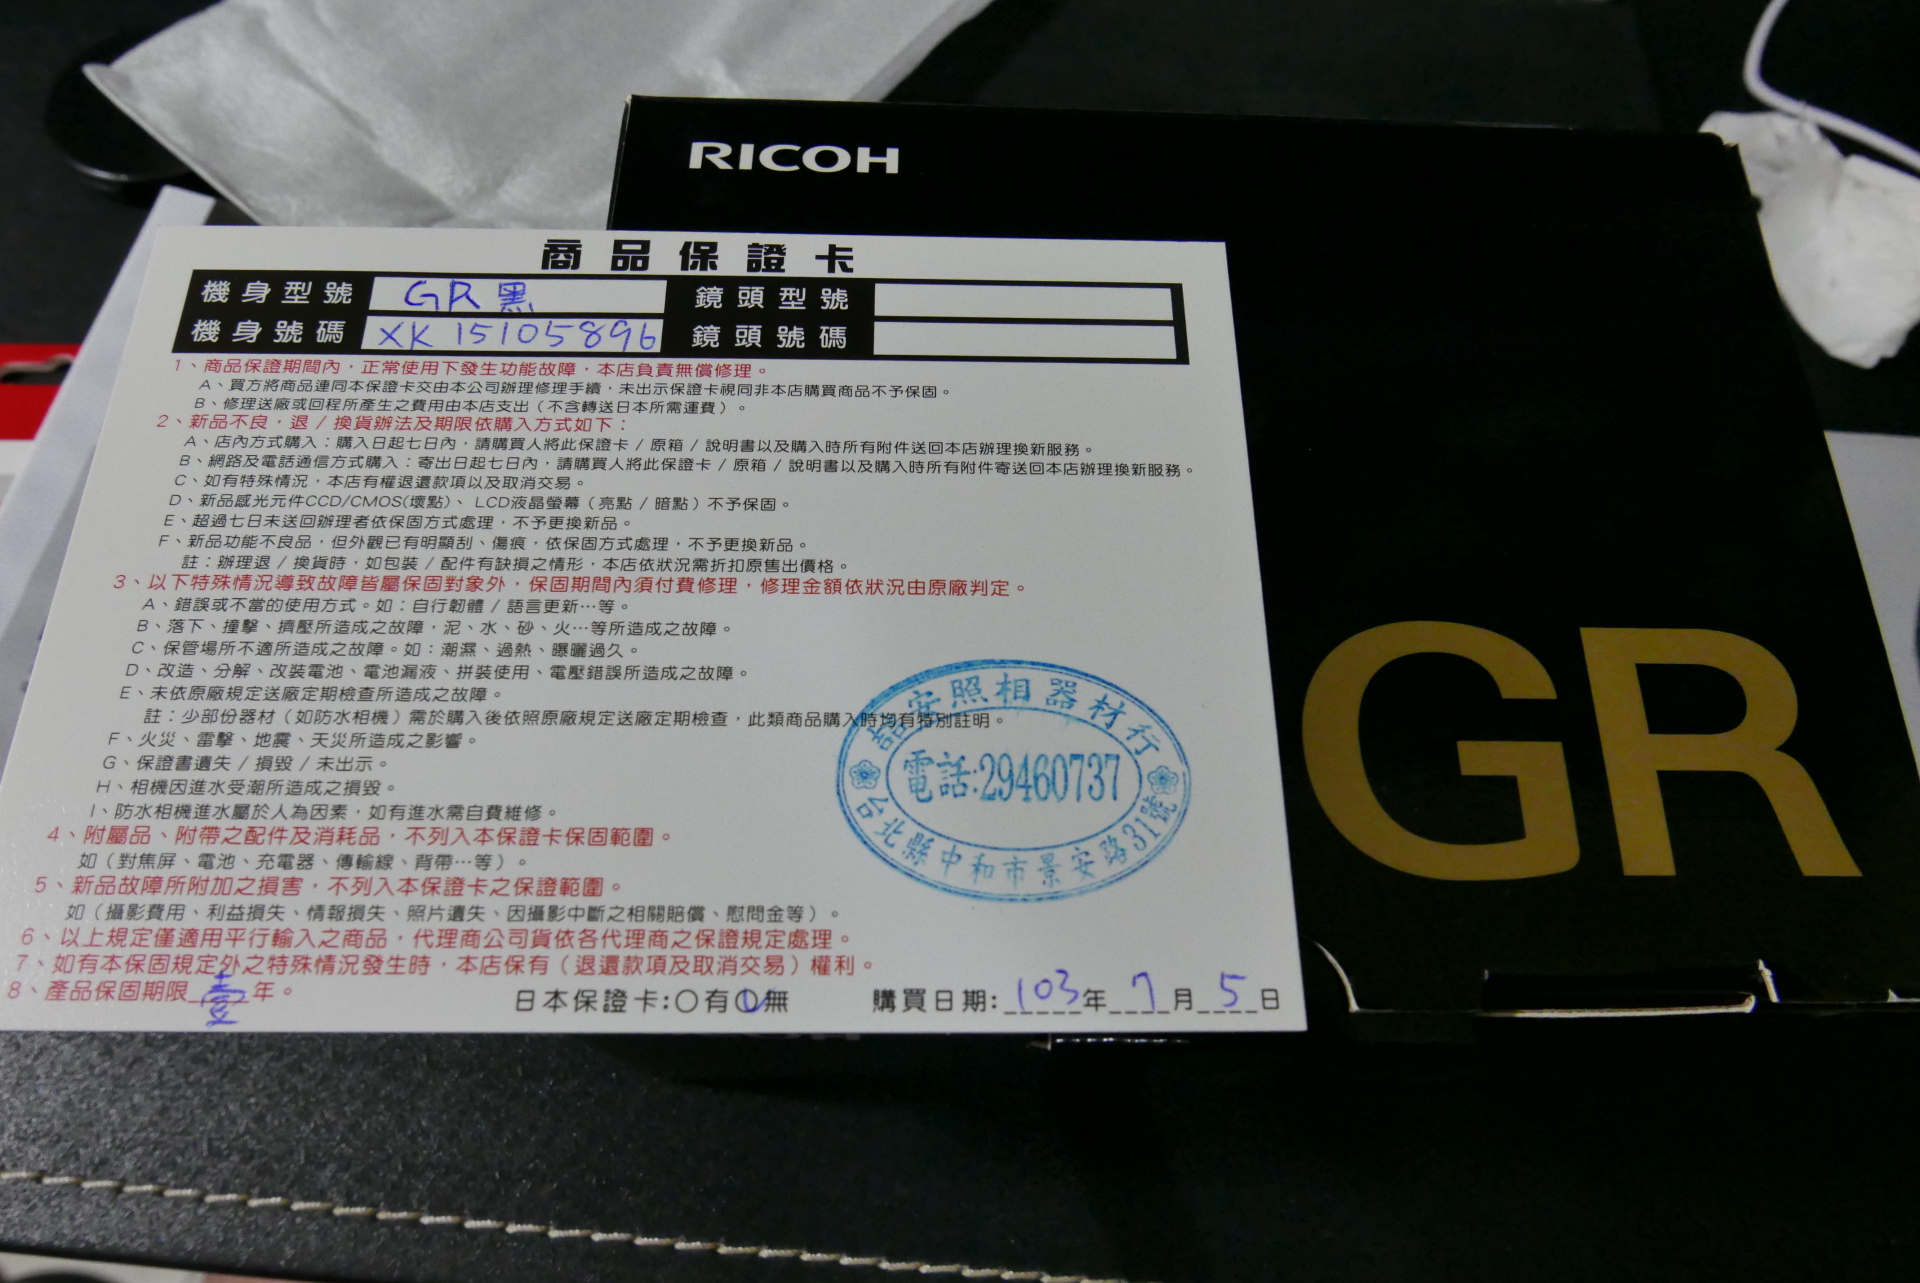 RICOH
商品保證卡
機身型號 GR 黑 鏡頭型號
機身號碼 XK 15105896 鏡頭號碼
1、商品保證期間內，正常使用下發生功能故障，本店負責無償修理。
A、買方將商品連同本保證卡交由本公司辦理修理手續，未出示保證卡視同非本店購買商品不予保固。
B、修理送廠或回程所產生之費用由本店支出（不含轉送日本所需運費）。
2、新品不良，退 / 換貨辦法及期限依購入方式如下：
A、店內方式購入：購入日起七日內，請購買人將此保證卡 / 原箱 / 說明書以及購入時所有附件送回本店辦理換新服務。
B、網路及電話通信方式購入：寄出日起七日內，請購買人將此保證卡 / 原箱 / 說明書以及購入時所有附件寄送回本店辦理換新服務。
C、如有特殊情況，本店有權退還款項以及取消交易。
D、新品感光元件CCD/CMOS(壞點)、LCD液晶螢幕（亮點 / 暗點）不予保固。
E、超過七日未送回辦理者依保固方式處理，不予更換新品。
F、新品功能不良品，但外觀已有明顯刮、傷痕，依保固方式處理，不予更換新品。
註：辦理退 / 換貨時，如包裝 / 配件有缺損之情形，本店依狀況需折扣原售出價格。
3、以下特殊情況導致故障皆屬保固對象外，保固期間內須付費修理，修理金額依狀況由原廠判定。
A、錯誤或不當的使用方式。如：自行韌體 / 語言更新…等。
B、落下、撞擊、擠壓所造成之故障，泥、水、砂、火…等所造成之故障。
C、保管場所不適所造成之故障。如：潮濕、過熱、曝曬過久。
D、改造、分解、改裝電池、電池漏液、拼裝使用、電壓錯誤所造成之故障。
E、未依原廠規定送廠定期檢查所造成之故障。
註：少部份器材（如防水相機）需於購入後依照原廠規定送廠定期檢查，此類商品購入時均有特別註明。
F、火災、雷擊、地震、天災所造成之影響。
G、保證書遺失 / 損毀 / 未出示。
H、相機因進水受潮所造成之損毀。
I、防水相機進水屬於人為因素，如有進水需自費維修。
4、附屬品、附帶之配件及消耗品，不列入本保證卡保固範圍。
如（對焦屏、電池、充電器、傳輸線、背帶…等）。
5、新品故障所附加之損害，不列入本保證卡之保證範圍。
如（攝影費用、利益損失、情報損失、照片遺失、因攝影中斷之相關賠償、慰問金等）。
6、以上規定僅適用平行輸入之商品，代理商公司貨依各代理商之保證規定處理。
7、如有本保固規定外之特殊情況發生時，本店保有（退還款項及取消交易）權利。
8、產品保固期限 壹 年。 日本保證卡:○有○無 購買日期: 103年 7月 5日
安照相器材行
電話:29460737
台北縣中和市景安路31號
GR